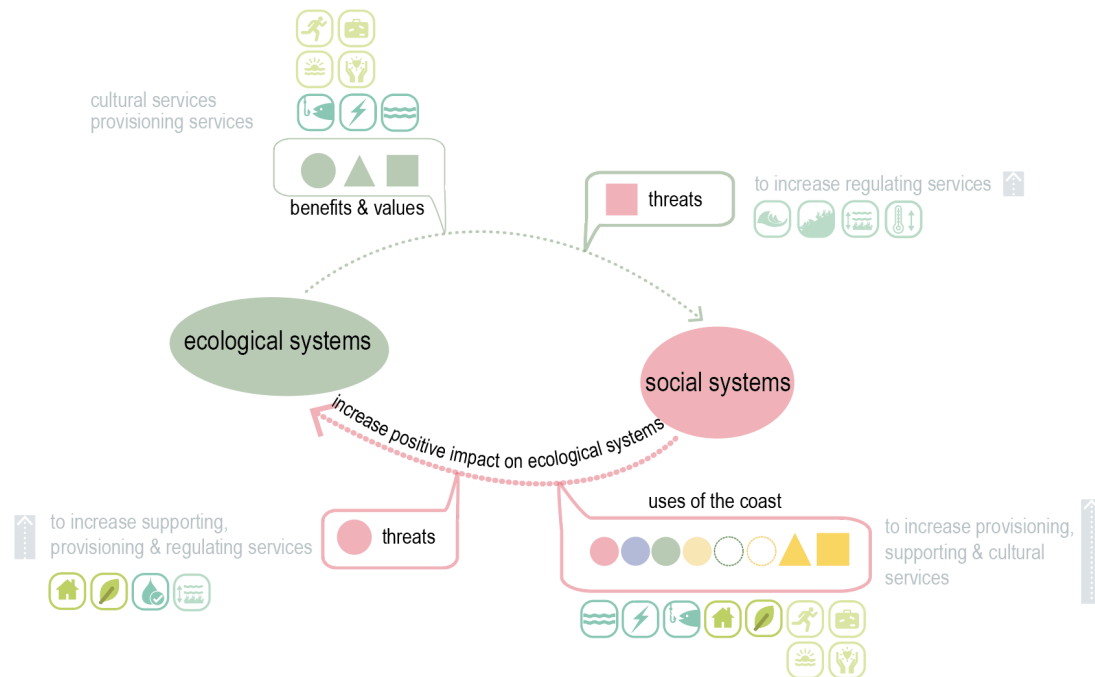 cultural services
provisioning services
benefits & values
threats
to increase regulating services
ecological systems
social systems
increase positive impact on ecological systems
uses of the coast
to increase supporting,
provisioning & regulating services
threats
to increase provisioning,
supporting & cultural
services